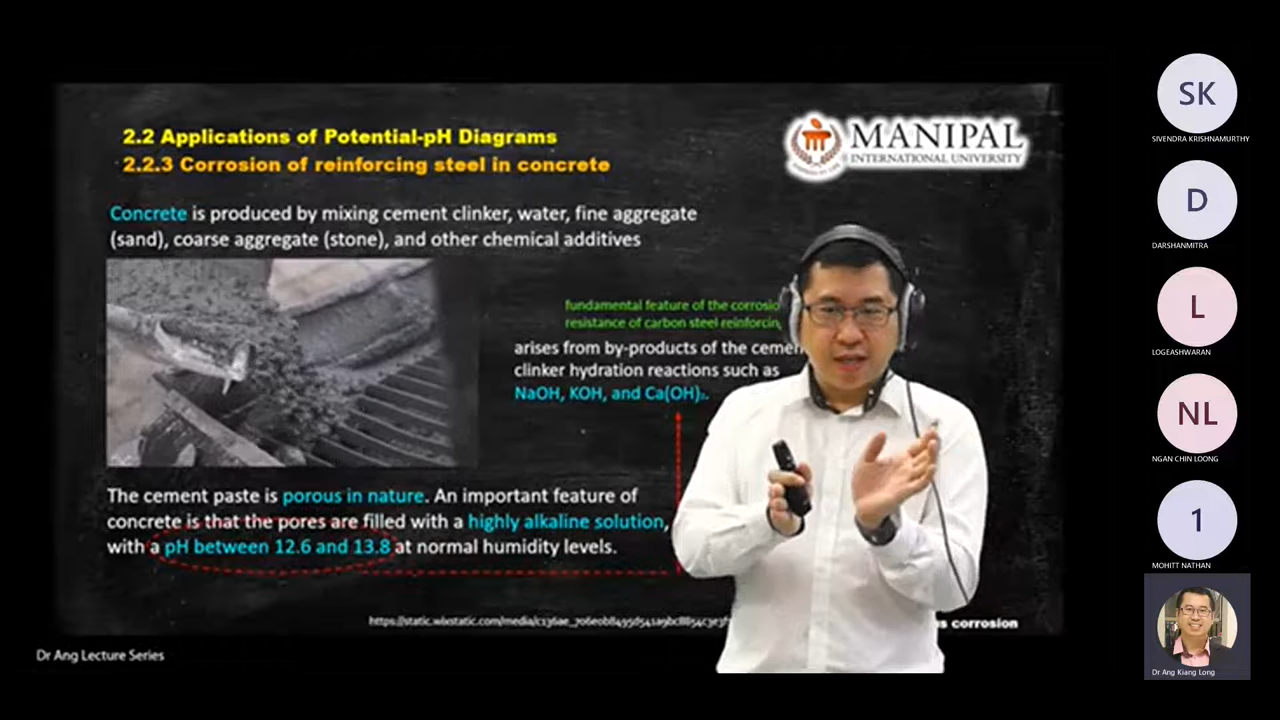 2.2 Applications of Potential-pH Diagrams
2.2.3 Corrosion of reinforcing steel in concrete
MANIPAL
INTERNATIONAL UNIVERSITY
Concrete is produced by mixing cement clinker, water, fine aggregate
(sand), coarse aggregate (stone), and other chemical additives
fundamental feature of the corrosio
resistance of carbon steel reinforcin
arises from by-products of the cemen
clinker hydration reactions such as
NaOH, KOH, and Ca(OH)₂.
The cement paste is porous in nature. An important feature of
concrete is that the pores are filled with a highly alkaline solution,
with a pH between 12.6 and 13.8 at normal humidity levels.
corrosion
Dr Ang Lecture Series
SK
SIVENDRA KRISHNAMURTHY
D
DARSHANMITRA
L
LOGEASHWARAN
NL
NGAN CHIN LOONG
1
MOHITT NATHAN
Dr Ang Kiang Long